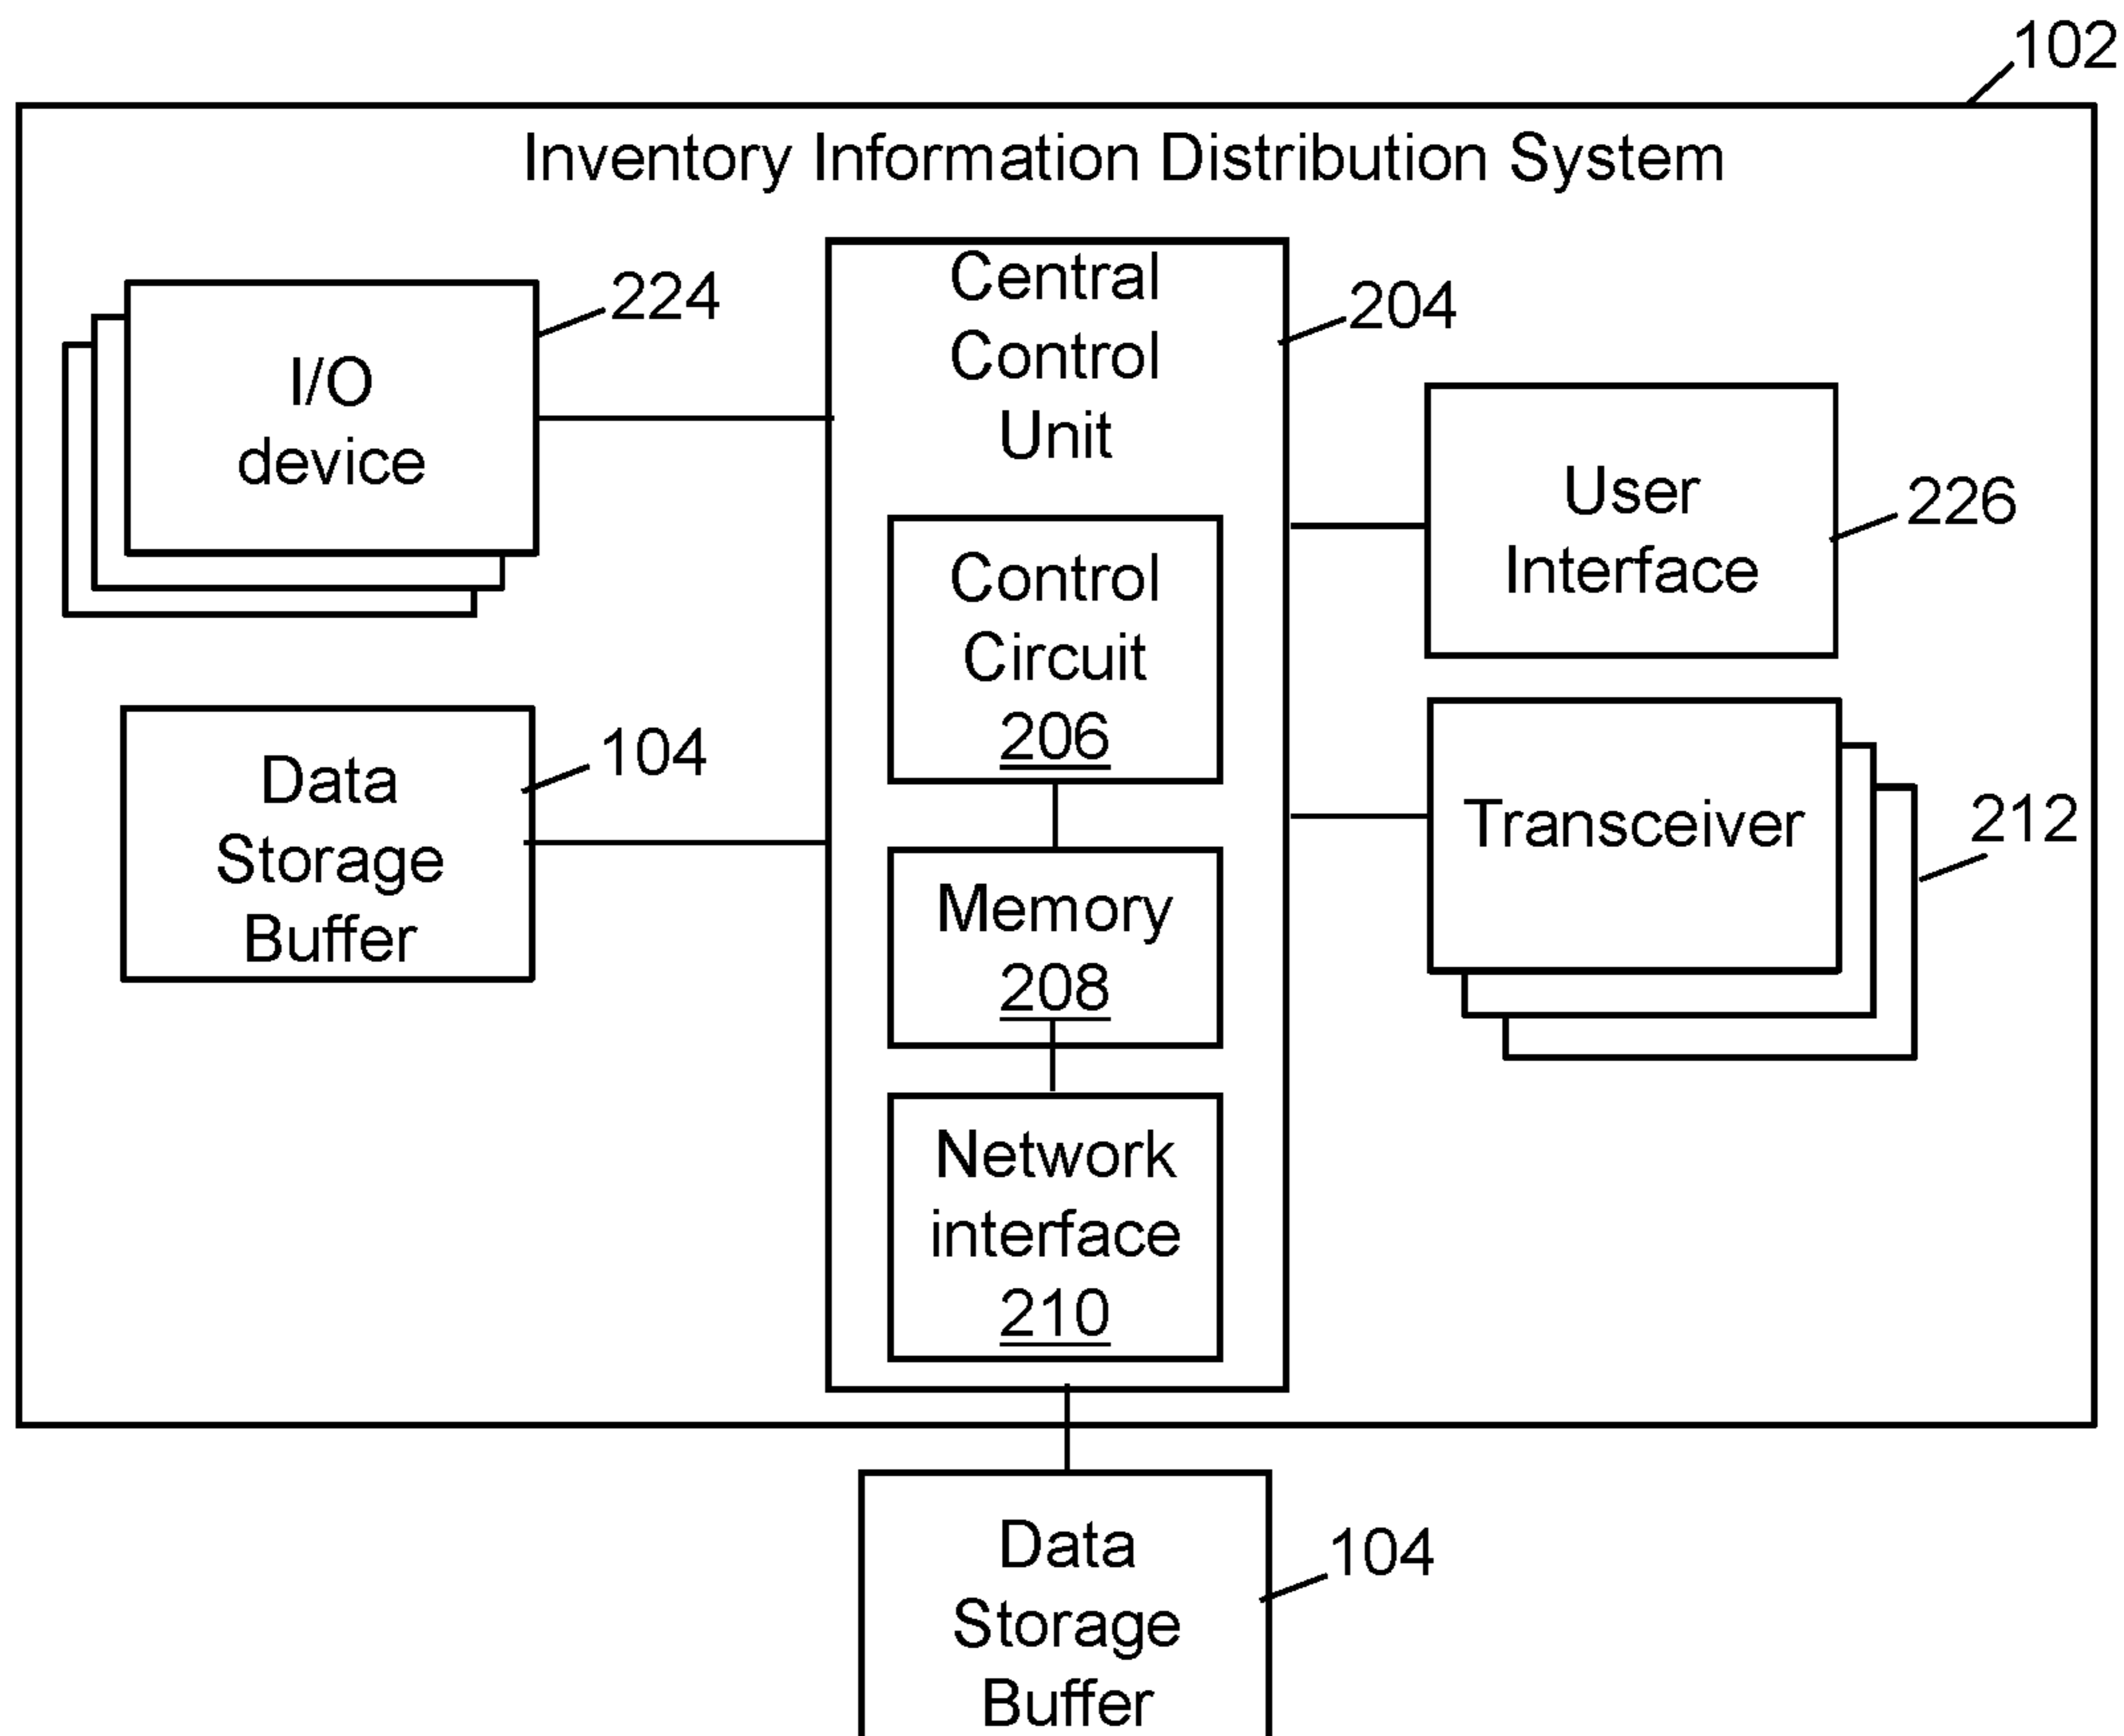 102
Inventory Information Distribution System
224
I/O
device
Central
Control
Unit
204
User
Interface
226
Control
Circuit
206
Data
Storage
Buffer
104
Transceiver
212
Memory
208
Network
interface
210
Data
Storage
Buffer
104